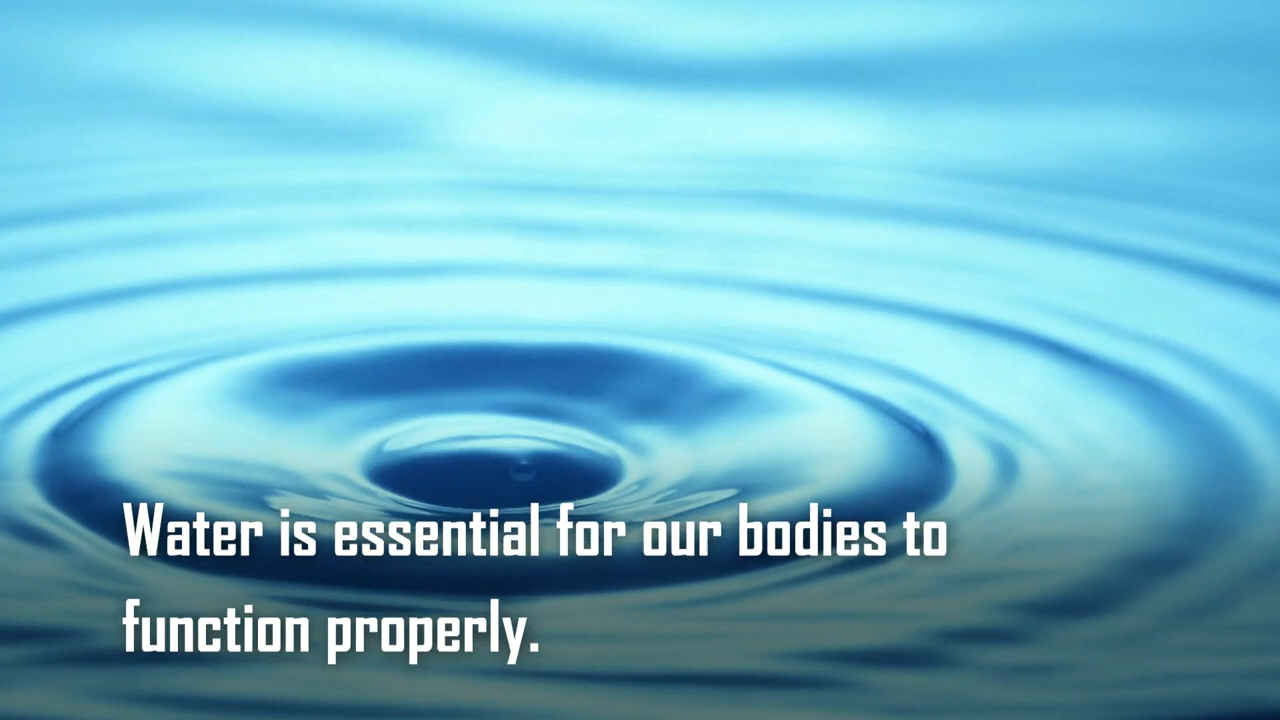 Water is essential for our bodies to
function properly.